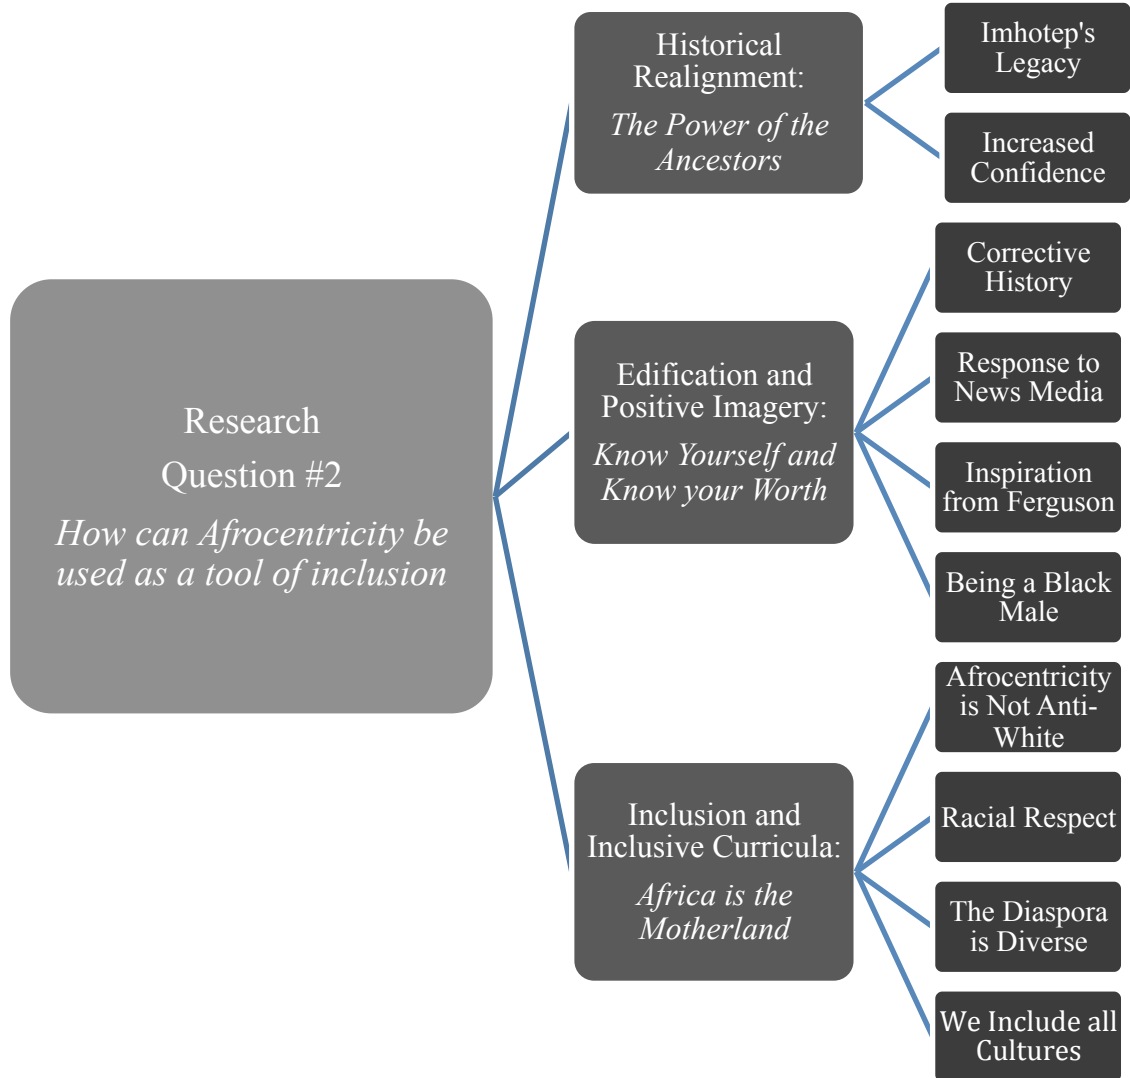 Research
Question #2
How can Afrocentricity be
used as a tool of inclusion
Historical
Realignment:
The Power of the
Ancestors
Imhotep's
Legacy
Increased
Confidence
Edification and
Positive Imagery:
Know Yourself and
Know your Worth
Corrective
History
Response to
News Media
Inspiration
from Ferguson
Being a Black
Male
Inclusion and
Inclusive Curricula:
Africa is the
Motherland
Afrocentricity
is Not Anti-
White
Racial Respect
The Diaspora
is Diverse
We Include all
Cultures